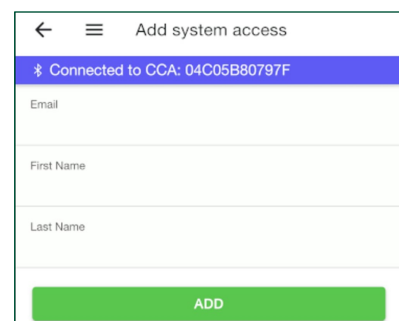 Add system access
Connected to CCA: 04C05B80797F
Email
First Name
Last Name
ADD